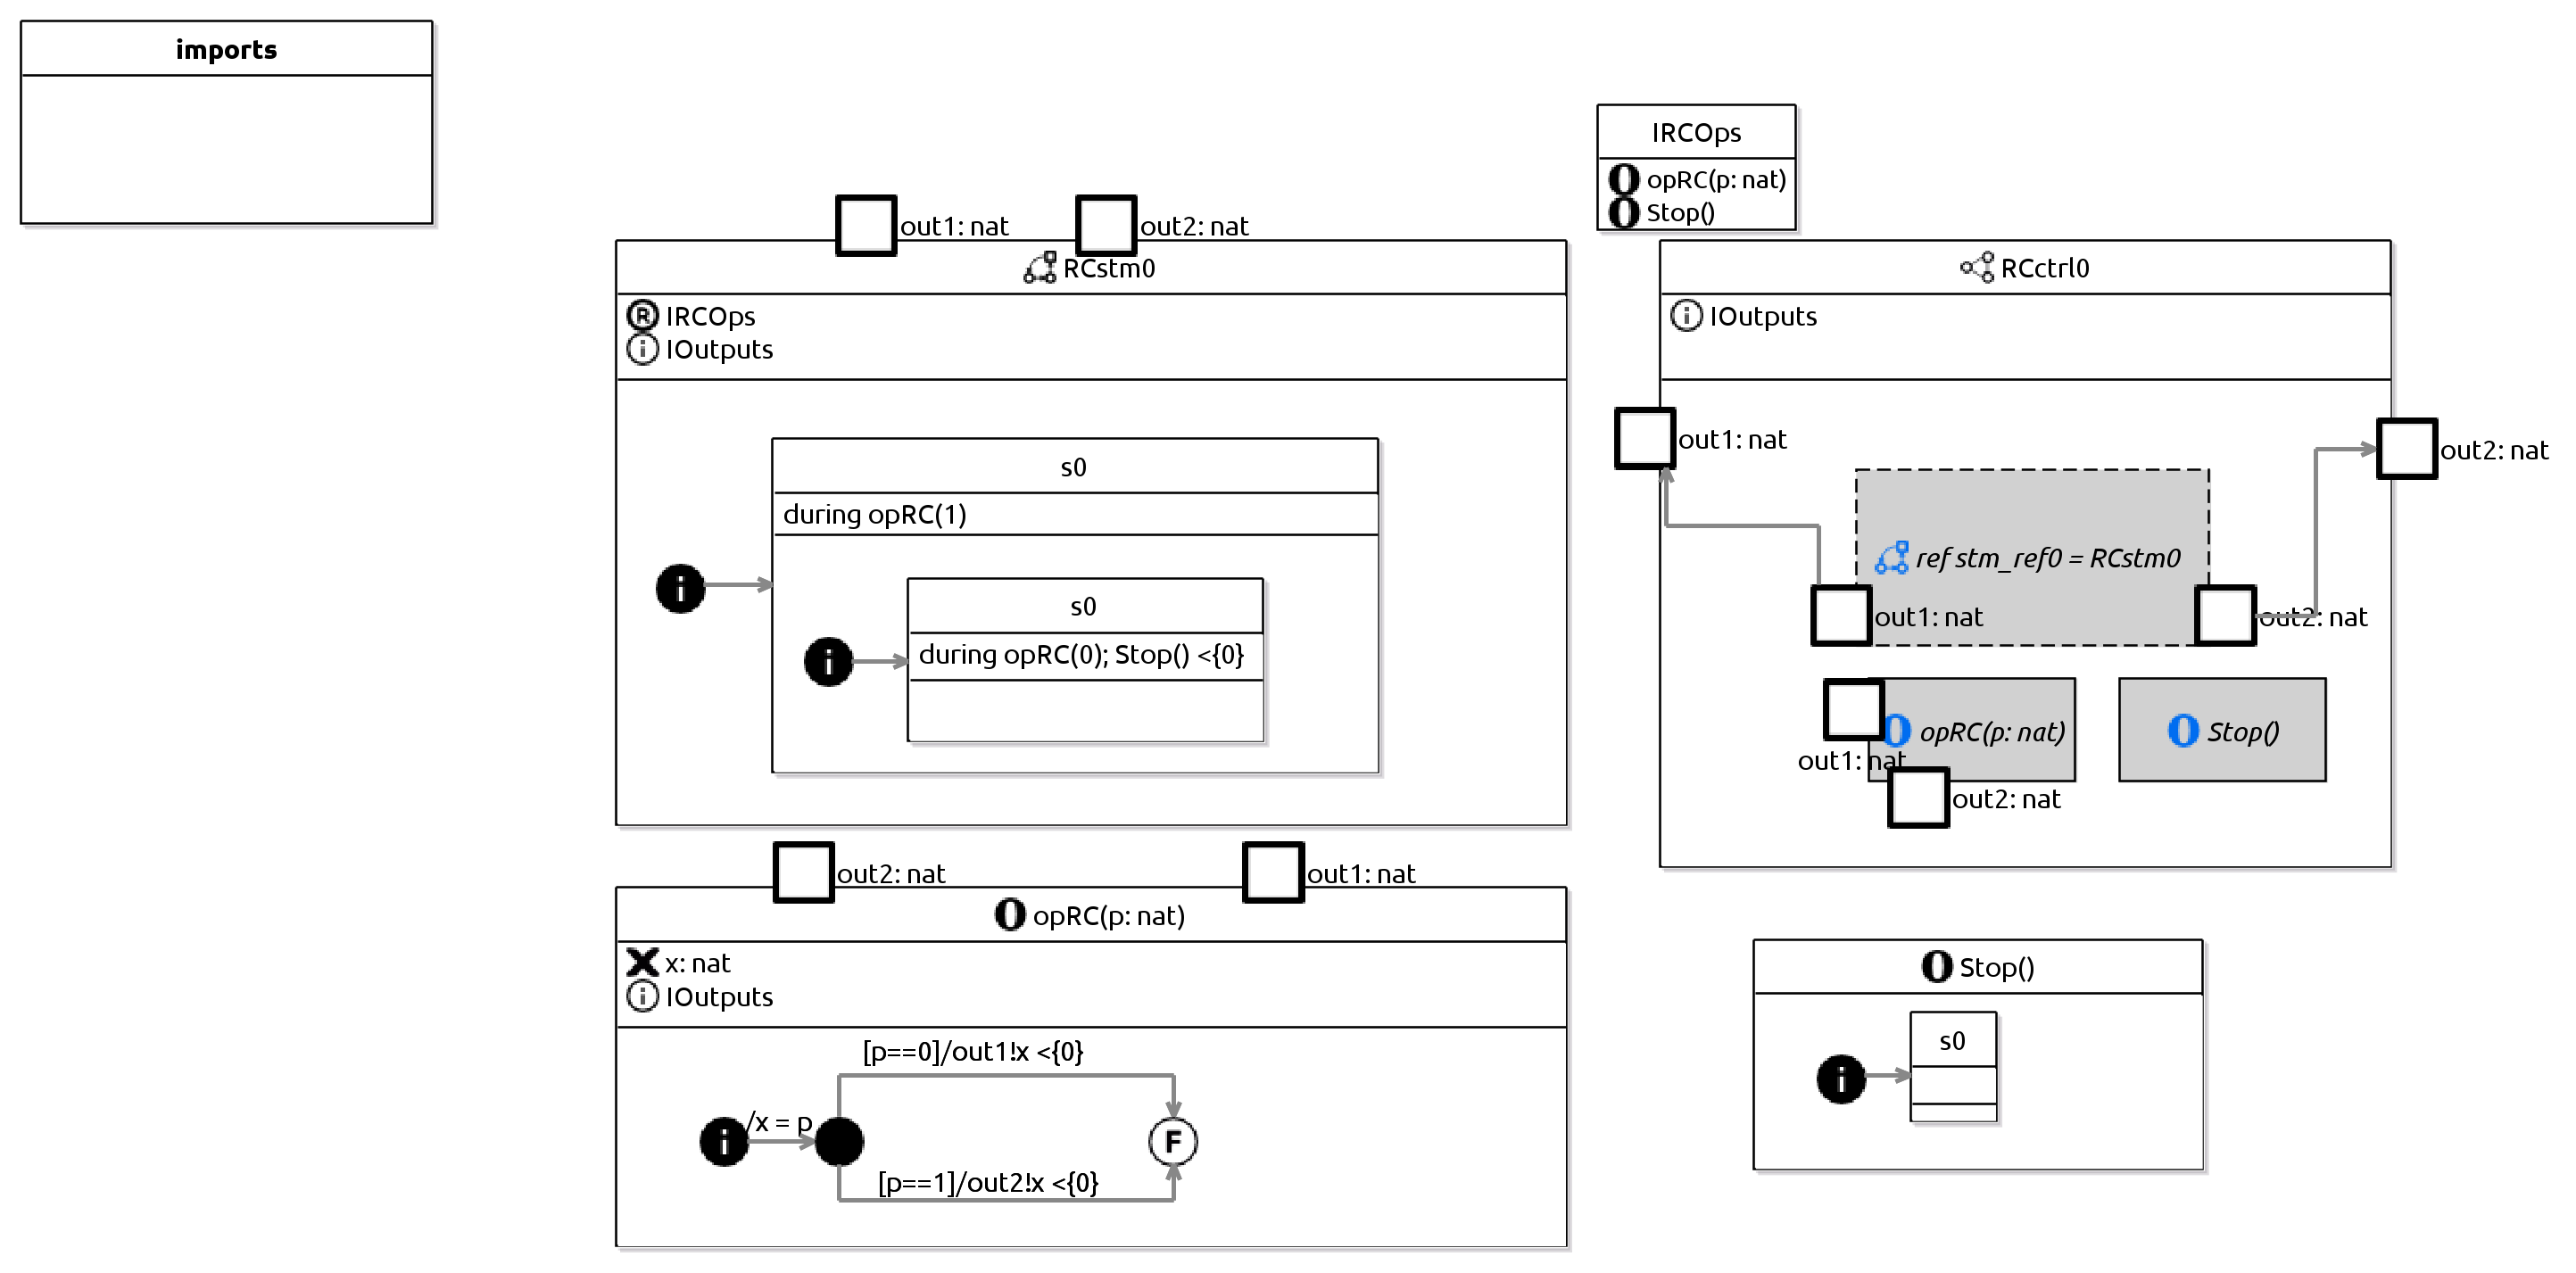 imports
IRCOps
opRC(p: nat)
Stop()
out1: nat
out2: nat
RCstm0
R IRCOps
i IOutputs
s0
during opRC(1)
i
s0
i
during opRC(0); Stop() <{0}
RCctrl0
i IOutputs
out1: nat
out2: nat
ref stm_ref0 = RCstm0
out1: nat
out2: nat
opRC(p: nat)
out1: nat
out2: nat
Stop()
out2: nat
out1: nat
opRC(p: nat)
x: nat
i IOutputs
[p==0]/out1!x <{0}
i
/x = p
F
[p==1]/out2!x <{0}
Stop()
s0
i